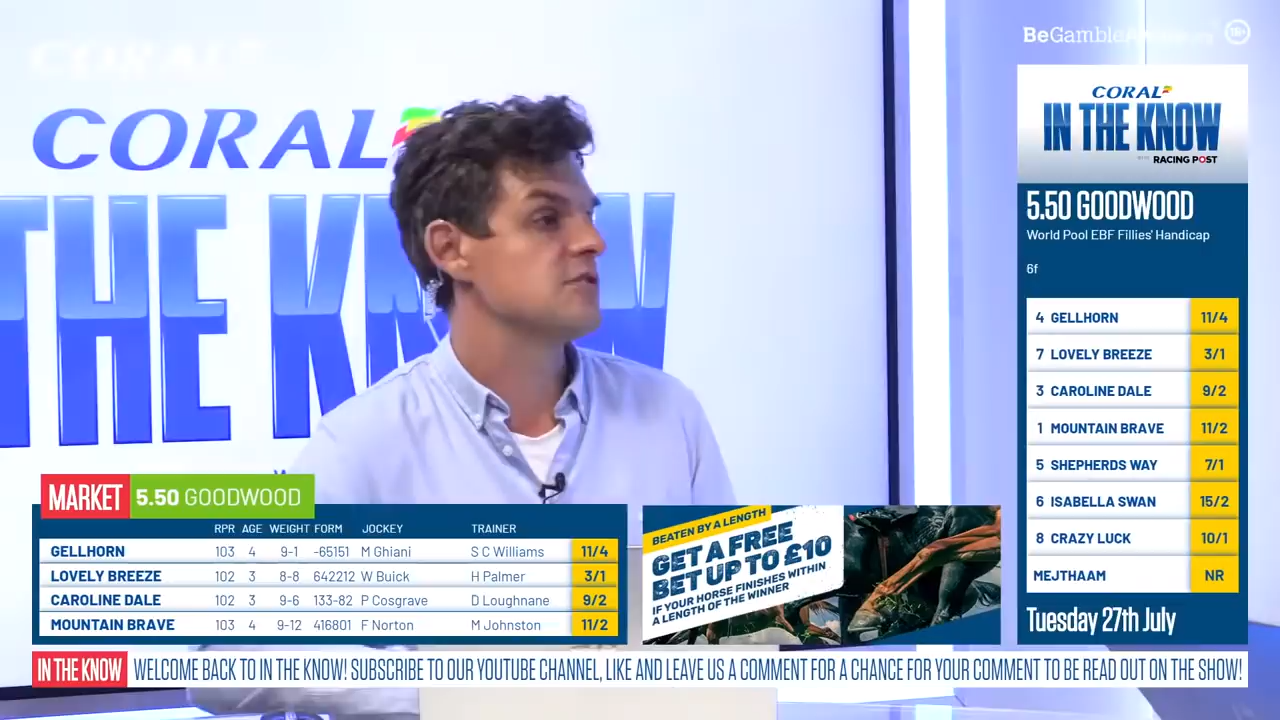 CORAL
CORAL
THE KNOW
BeGambleAware 18+
CORAL
IN THE KNOW
WITH RACING POST
5.50 GOODWOOD
World Pool EBF Fillies' Handicap
6f
4 GELLHORN 11/4
7 LOVELY BREEZE 3/1
3 CAROLINE DALE 9/2
1 MOUNTAIN BRAVE 11/2
5 SHEPHERDS WAY 7/1
6 ISABELLA SWAN 15/2
8 CRAZY LUCK 10/1
MEJTHAAM NR
Tuesday 27th July
MARKET 5.50 GOODWOOD
RPR AGE WEIGHT FORM JOCKEY TRAINER
GELLHORN 103 4 9-1 -65151 M Ghiani S C Williams 11/4
LOVELY BREEZE 102 3 8-8 642212 W Buick H Palmer 3/1
CAROLINE DALE 102 3 9-6 133-82 P Cosgrave D Loughnane 9/2
MOUNTAIN BRAVE 103 4 9-12 416801 F Norton M Johnston 11/2
BEATEN BY A LENGTH
GET A FREE
BET UP TO £10
IF YOUR HORSE FINISHES WITHIN
A LENGTH OF THE WINNER
IN THE KNOW WELCOME BACK TO IN THE KNOW! SUBSCRIBE TO OUR YOUTUBE CHANNEL, LIKE AND LEAVE US A COMMENT FOR A CHANCE FOR YOUR COMMENT TO BE READ OUT ON THE SHOW!